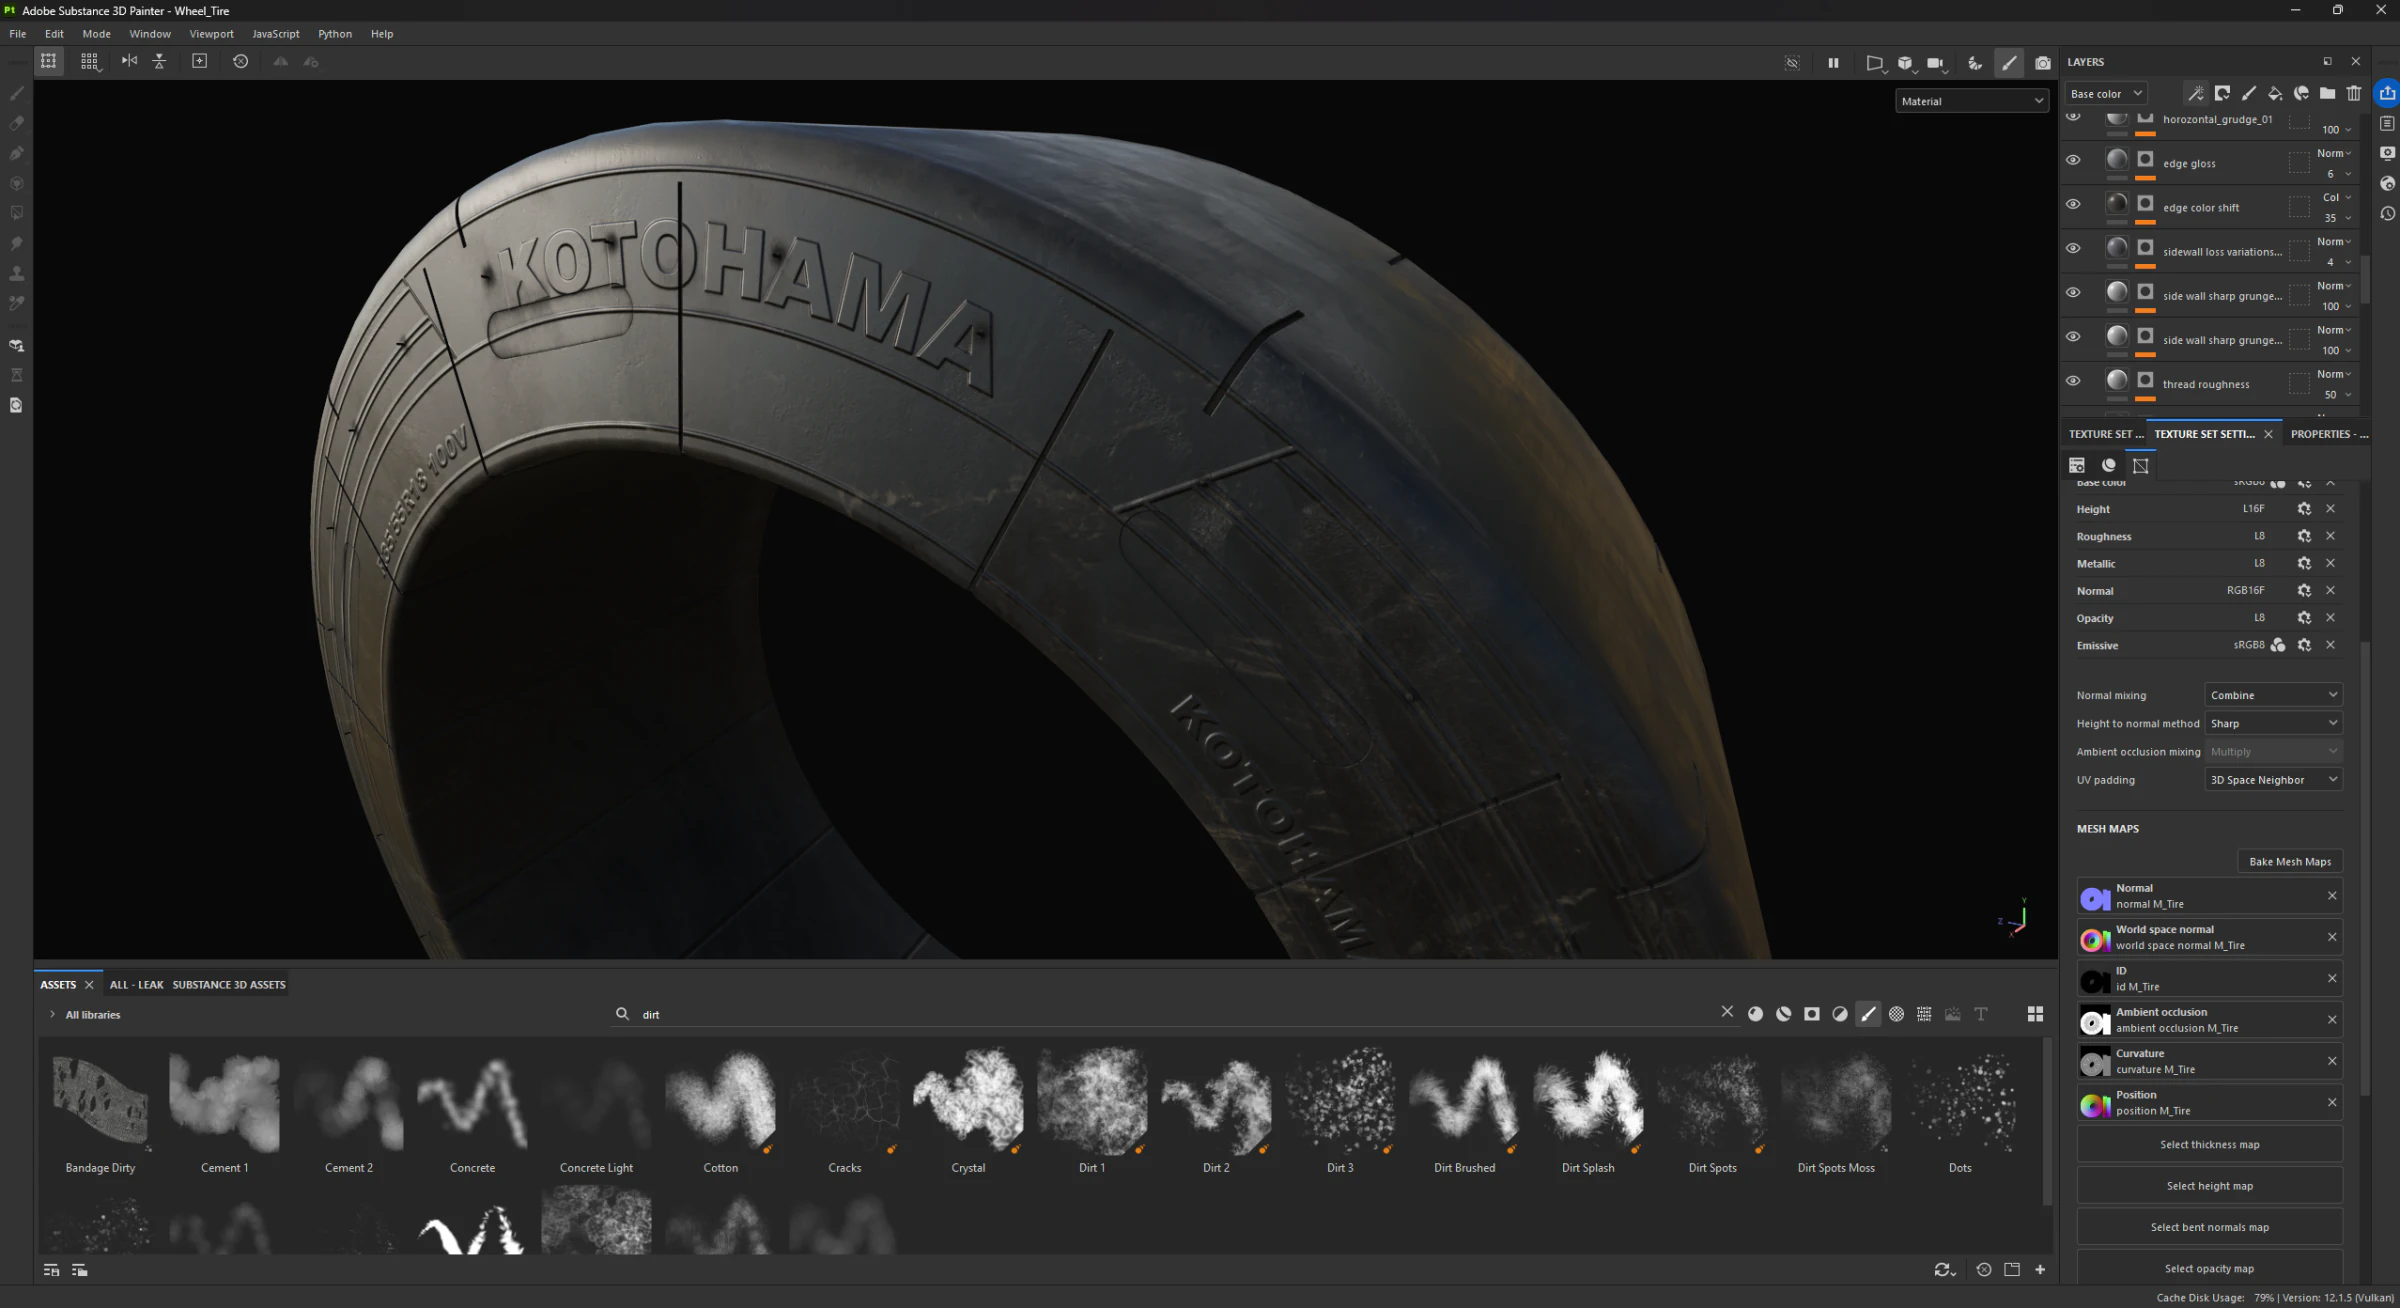 Pt Adobe Substance 3D Painter - Wheel_Tire
File Edit Mode Window Viewport JavaScript Python Help
Material
KOTOHAMA
100V
KOTOHAM
LAYERS
Base color
horozontal_grudge_01
100
edge gloss
Norm
6
edge color shift
Col
35
sidewall loss variations...
Norm
4
side wall sharp grunge...
Norm
100
side wall sharp grunge...
Norm
100
thread roughness
Norm
50
TEXTURE SET ... TEXTURE SET SETTI... PROPERTIES - ...
Base color sRGB8
Height L16F
Roughness L8
Metallic L8
Normal RGB16F
Opacity L8
Emissive sRGB8
Normal mixing Combine
Height to normal method Sharp
Ambient occlusion mixing Multiply
UV padding 3D Space Neighbor
MESH MAPS
Bake Mesh Maps
Normal
normal M_Tire
World space normal
world space normal M_Tire
ID
id M_Tire
Ambient occlusion
ambient occlusion M_Tire
Curvature
curvature M_Tire
Position
position M_Tire
Select thickness map
Select height map
Select bent normals map
Select opacity map
Y
Z
X
ASSETS ALL - LEAK SUBSTANCE 3D ASSETS
All libraries
dirt
Bandage Dirty Cement 1 Cement 2 Concrete Concrete Light Cotton Cracks Crystal Dirt 1 Dirt 2 Dirt 3 Dirt Brushed Dirt Splash Dirt Spots Dirt Spots Moss Dots
Cache Disk Usage: 79% | Version: 12.1.5 (Vulkan)